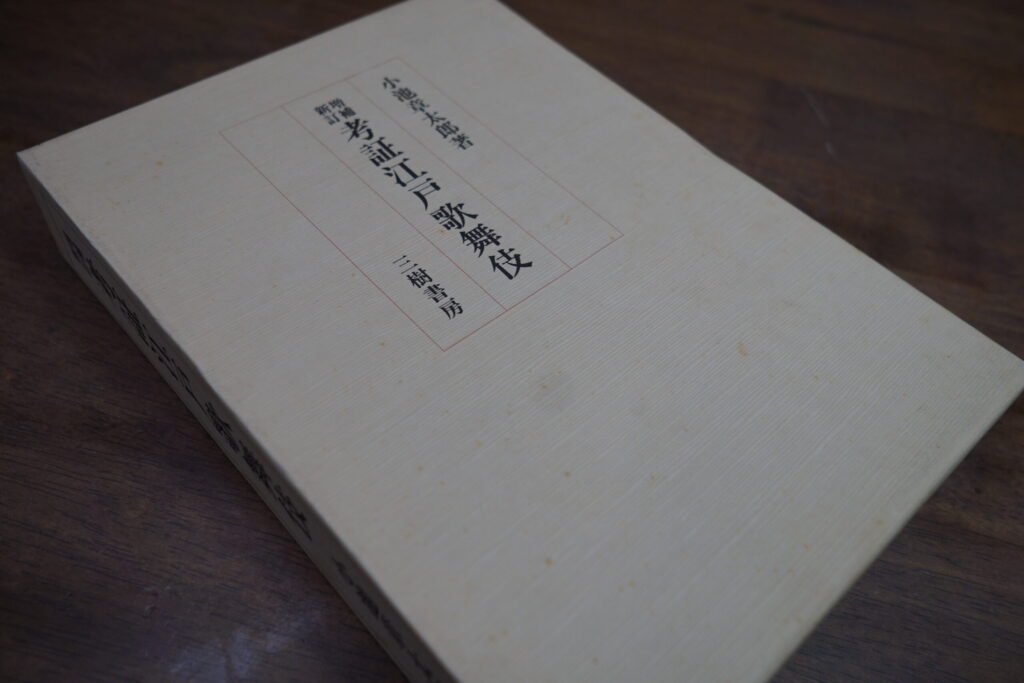 小池章太郎著
増補
新訂
考証江戸歌舞伎
三樹書房